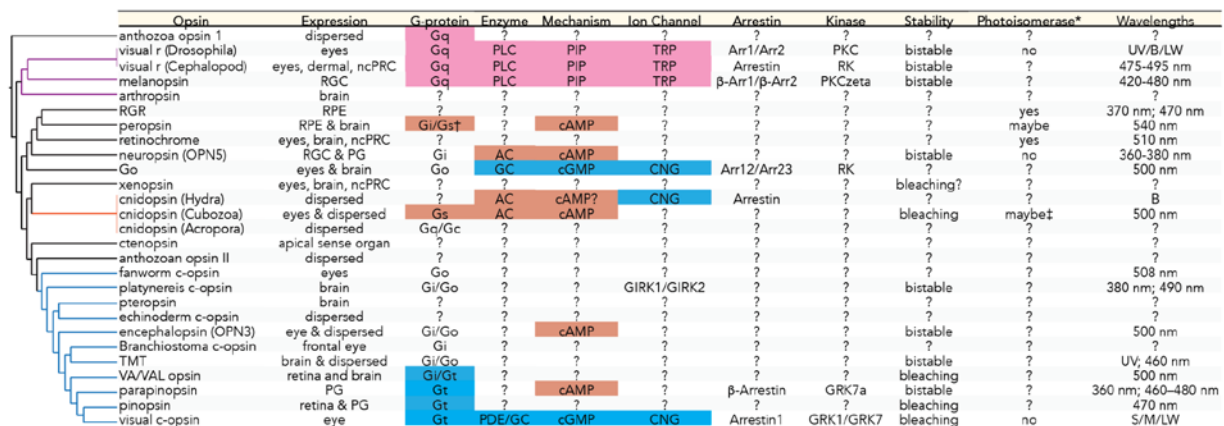 Opsin Expression G-protein Enzyme Mechanism Ion Channel Arrestin Kinase Stability Photoisomerase* Wavelengths
anthozoa opsin 1 dispersed Gq ? ? ? ? ? ? ? ?
visual r (Drosophila) eyes Gq PLC PIP TRP Arr1/Arr2 PKC bistable no UV/B/LW
visual r (Cephalopod) eyes, dermal, ncPRC Gq PLC PIP TRP Arrestin RK bistable ? 475-495 nm
melanopsin RGC Gq PLC PIP TRP β-Arr1/β-Arr2 PKCzeta bistable ? 420-480 nm
arthropsin brain ? ? ? ? ? ? ? ? ?
RGR RPE ? ? ? ? ? ? ? yes 370 nm; 470 nm
peropsin RPE & brain Gi/Gs† ? cAMP ? ? ? ? maybe 540 nm
retinochrome eyes, brain, ncPRC ? ? ? ? ? ? ? yes 510 nm
neuropsin (OPN5) RGC & PG Gi AC cAMP ? ? ? bistable no 360-380 nm
Go eyes & brain Go GC cGMP CNG Arr12/Arr23 RK ? ? 500 nm
xenopsin eyes, brain, ncPRC ? ? ? ? ? ? bleaching? ? ?
cnidopsin (Hydra) dispersed ? AC cAMP? CNG Arrestin ? ? ? B
cnidopsin (Cubozoa) eyes & dispersed Gs AC cAMP ? ? ? bleaching maybe‡ 500 nm
cnidopsin (Acropora) dispersed Gq/Gc ? ? ? ? ? ? ? ?
ctenopsin apical sense organ ? ? ? ? ? ? ? ? ?
anthozoan opsin II dispersed ? ? ? ? ? ? ? ? ?
fanworm c-opsin eyes Go ? ? ? ? ? ? ? 508 nm
platynereis c-opsin brain Gi/Go ? ? GIRK1/GIRK2 ? ? bistable ? 380 nm; 490 nm
pteropsin brain ? ? ? ? ? ? ? ? ?
echinoderm c-opsin dispersed ? ? ? ? ? ? ? ? ?
encephalopsin (OPN3) eye & dispersed Gi/Go ? cAMP ? ? ? bistable ? 500 nm
Branchiostoma c-opsin frontal eye Gi ? ? ? ? ? ? ? ?
TMT brain & dispersed Gi/Go ? ? ? ? ? bistable ? UV; 460 nm
VA/VAL opsin retina and brain Gi/Gt ? ? ? ? ? bleaching ? 500 nm
parapinopsin PG Gt ? cAMP ? β-Arrestin GRK7a bistable ? 360 nm; 460-480 nm
pinopsin retina & PG Gt ? ? ? ? ? bleaching ? 470 nm
visual c-opsin eye Gt PDE/GC cGMP CNG Arrestin1 GRK1/GRK7 bleaching no S/M/LW